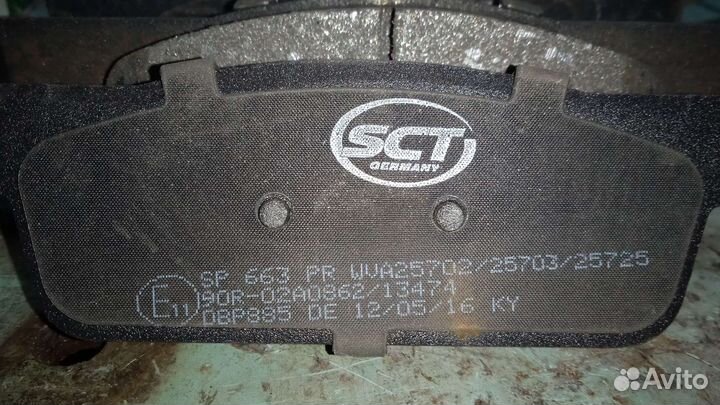 SCT
GERMANY
SP 663 PR WVA25702/25703/25725
E11
90R-02A0862/13474
DBP895 DE 12/05/16 KY
Avito